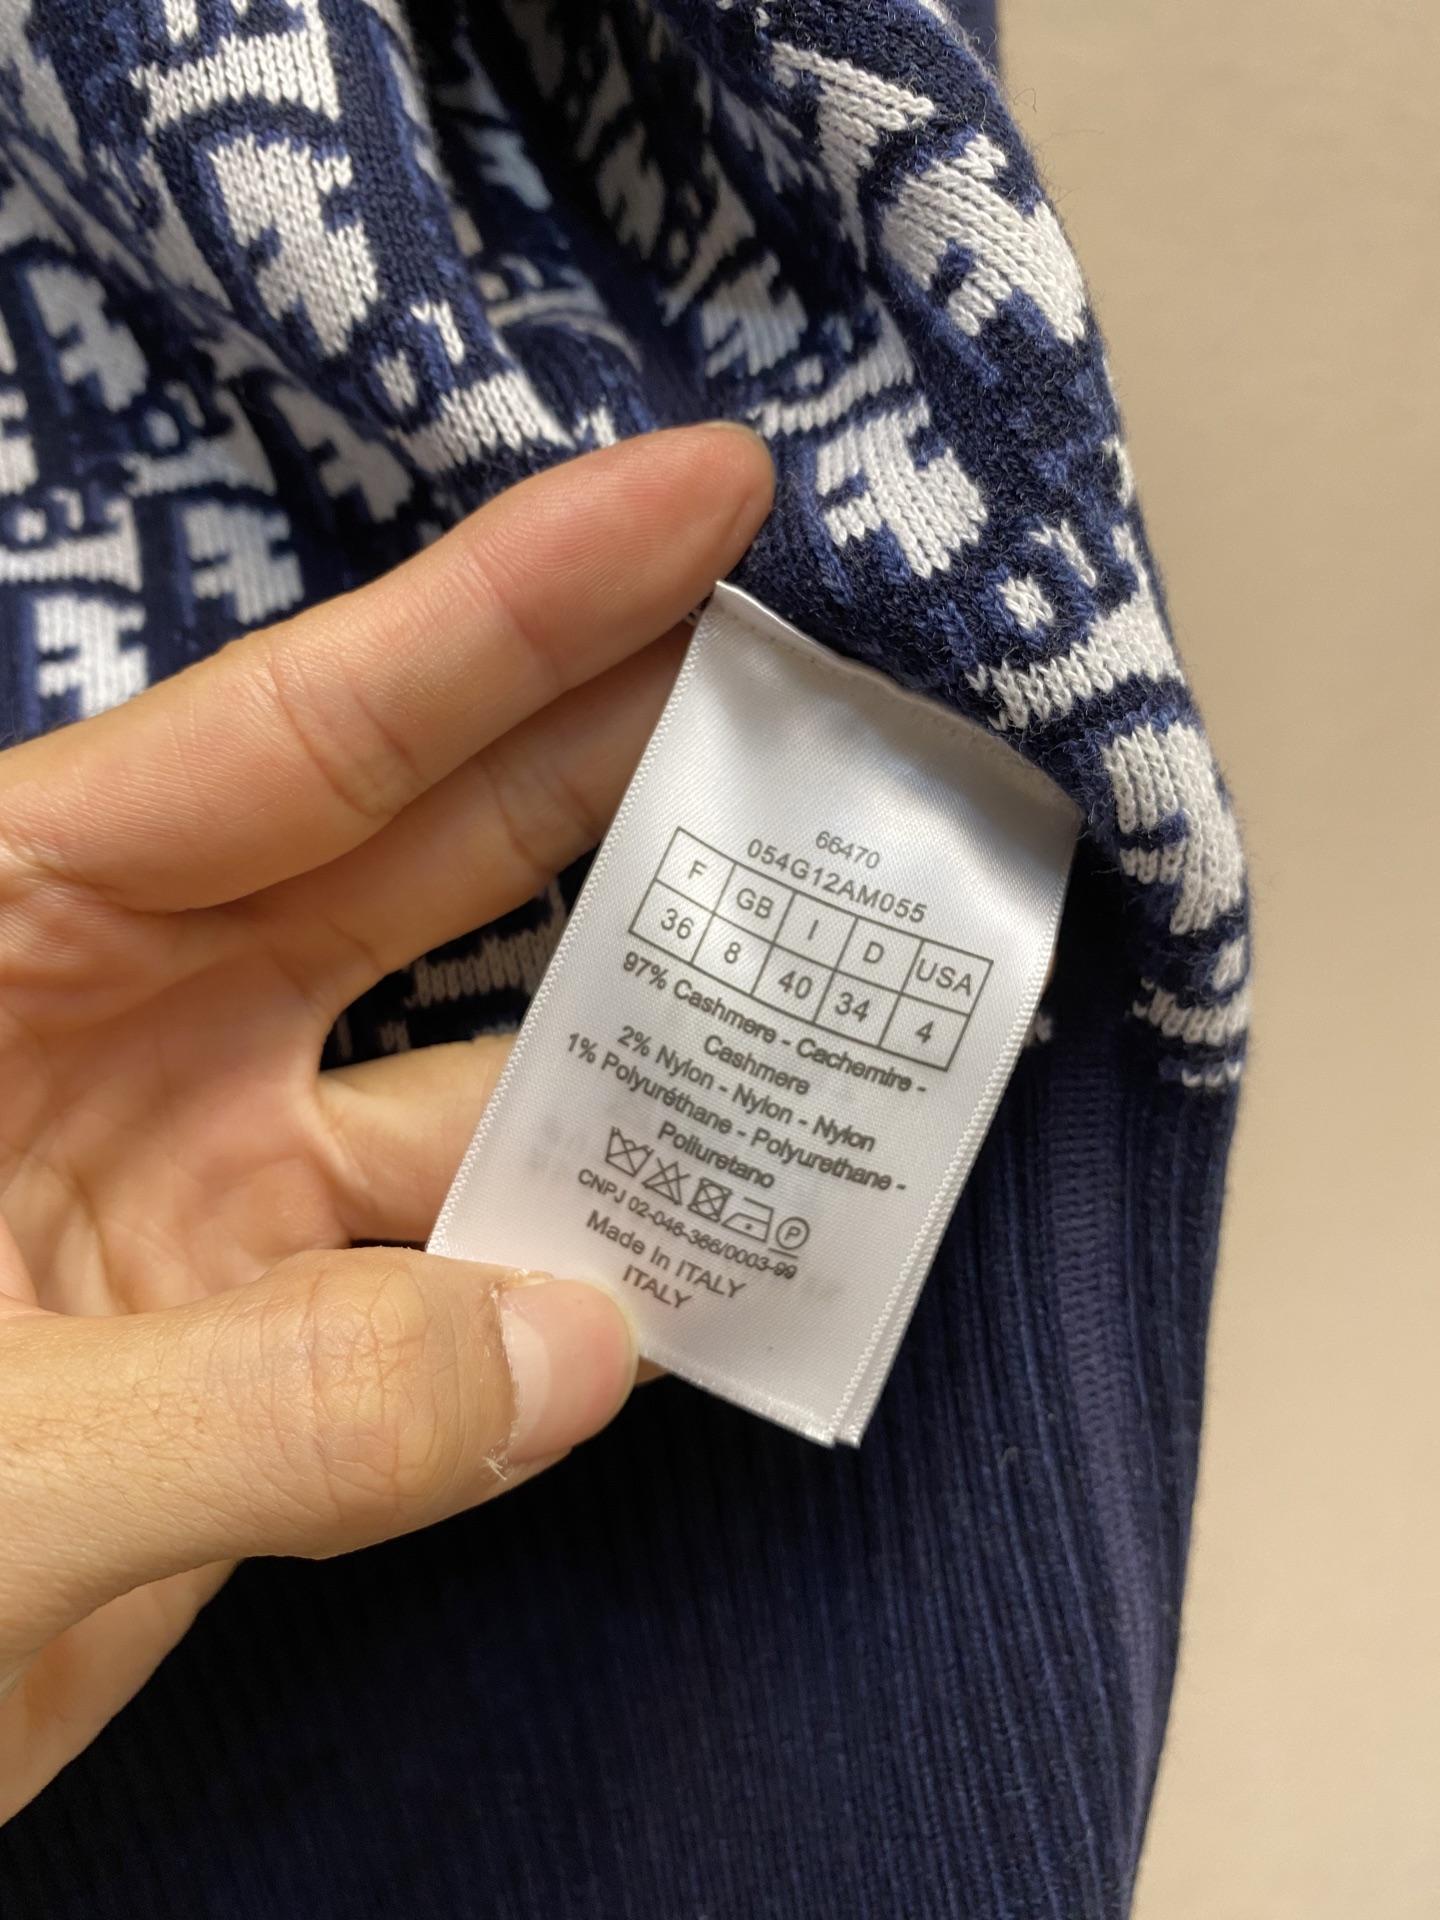 66470
054G12AM055
F GB I D USA
36 8 40 34 4
97% Cashmere - Cachemire -
Cashmere
2% Nylon - Nylon - Nylon
1% Polyuréthane - Polyurethane -
Poliuretano
P
CNPJ 02-046-366/0003-99
Made In ITALY
ITALY